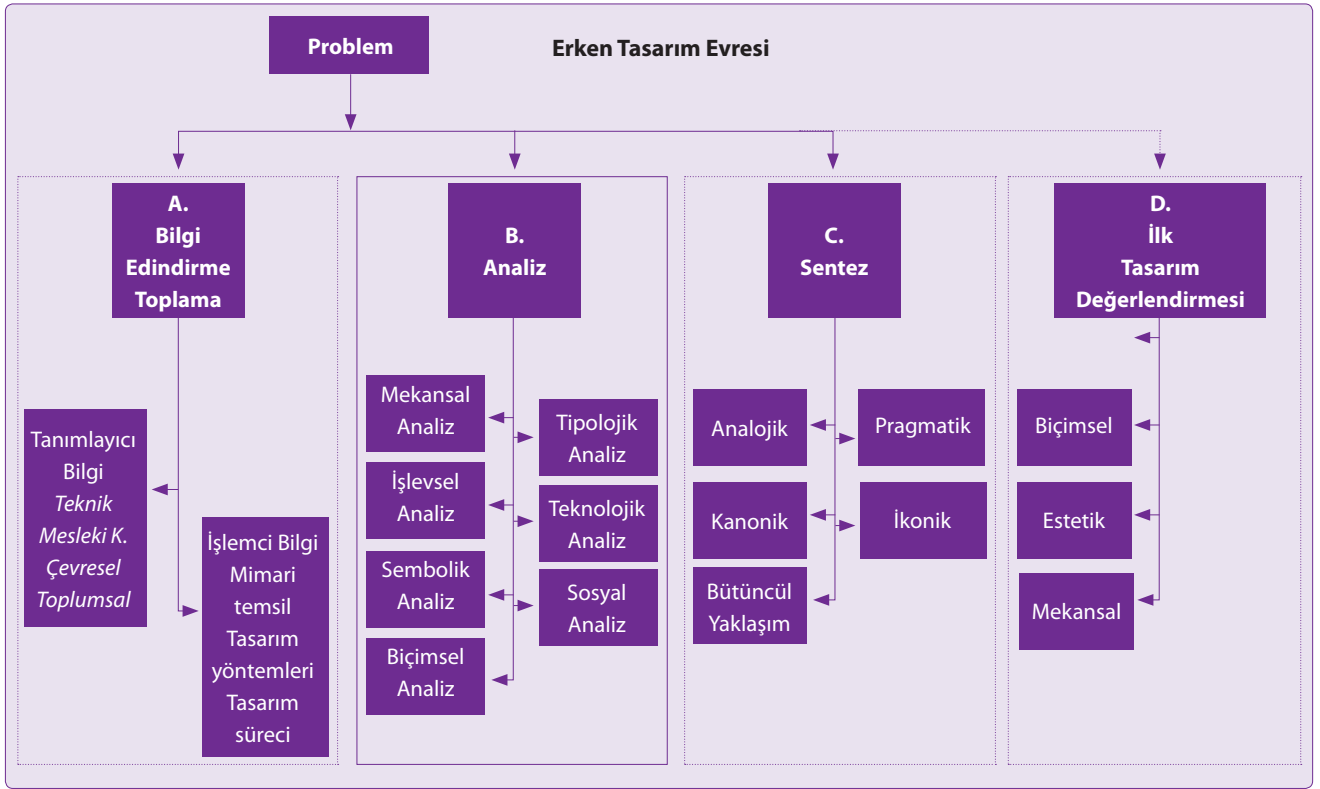 Problem
Erken Tasarım Evresi
A.
Bilgi
Edindirme
Toplama
Tanımlayıcı
Bilgi
Teknik
Mesleki K.
Çevresel
Toplumsal
İşlemci Bilgi
Mimari
temsil
Tasarım
yöntemleri
Tasarım
süreci
B.
Analiz
Mekansal
Analiz
Tipolojik
Analiz
İşlevsel
Analiz
Teknolojik
Analiz
Sembolik
Analiz
Sosyal
Analiz
Biçimsel
Analiz
C.
Sentez
Analojik
Pragmatik
Kanonik
İkonik
Bütüncül
Yaklaşım
D.
İlk
Tasarım
Değerlendirmesi
Biçimsel
Estetik
Mekansal